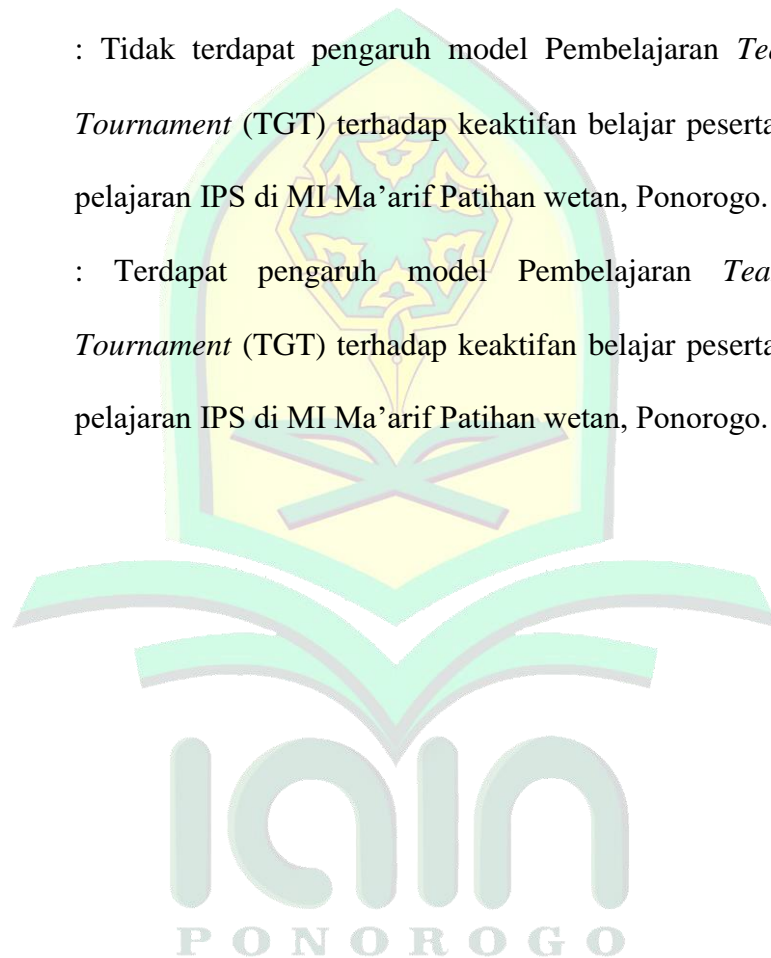 : Tidak terdapat pengaruh model Pembelajaran
Tournament (TGT) terhadap keaktifan belajar peserta
pelajaran IPS di MI Ma’arif Patihan wetan, Ponorogo.
: Terdapat pengaruh model Pembelajaran
Tournament (TGT) terhadap keaktifan belajar peserta
pelajaran IPS di MI Ma’arif Patihan wetan, Ponorogo.
iain
PONOROGO